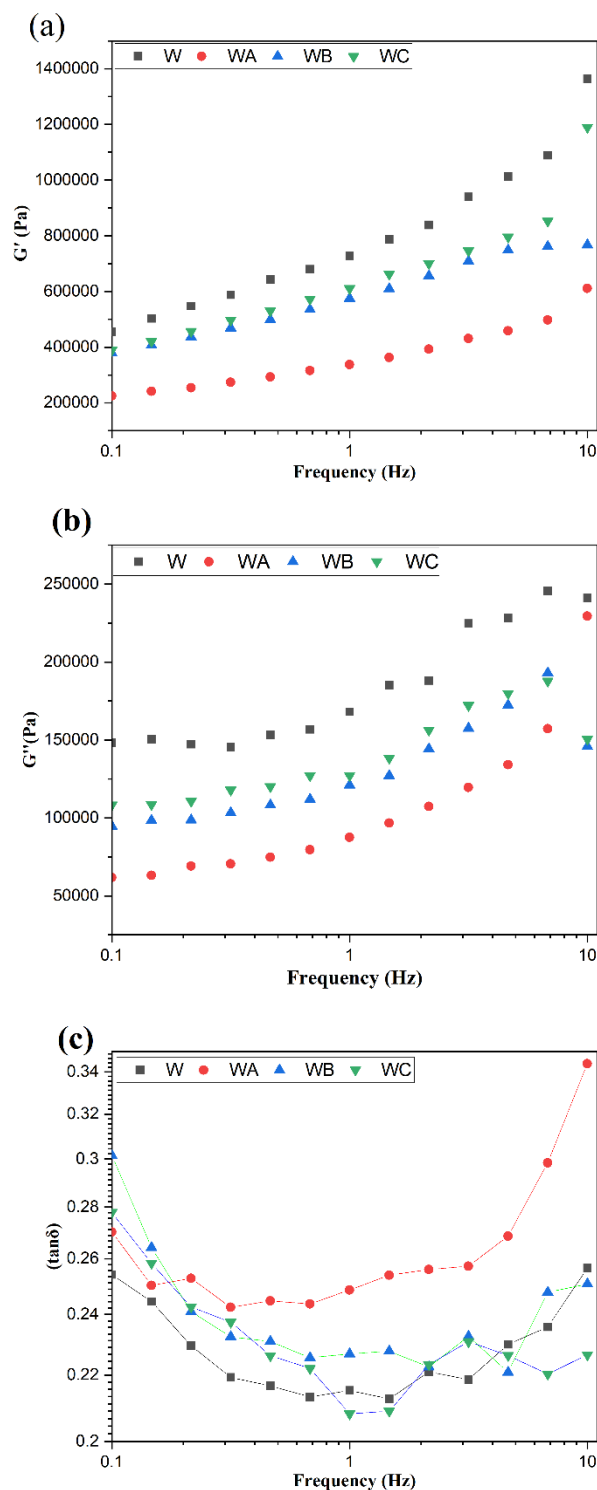 (a)
W WA WB WC
1400000
1200000
1000000
800000
600000
400000
200000
G′ (Pa)
0.1 1 10
Frequency (Hz)
(b)
W WA WB WC
250000
200000
150000
100000
50000
G''(Pa)
0.1 1 10
Frequency (Hz)
(c)
W WA WB WC
0.34
0.32
0.3
0.28
0.26
0.24
0.22
0.2
(tanδ)
0.1 1 10
Frequency (Hz)